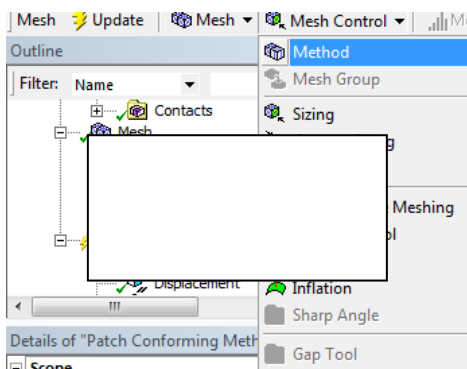 Mesh Update Mesh Mesh Control
Outline Method
Filter: Name Mesh Group
Contacts Sizing
Mesh
Meshing
Displacement Inflation
Sharp Angle
Details of "Patch Conforming Meth
Gap Tool
Scope